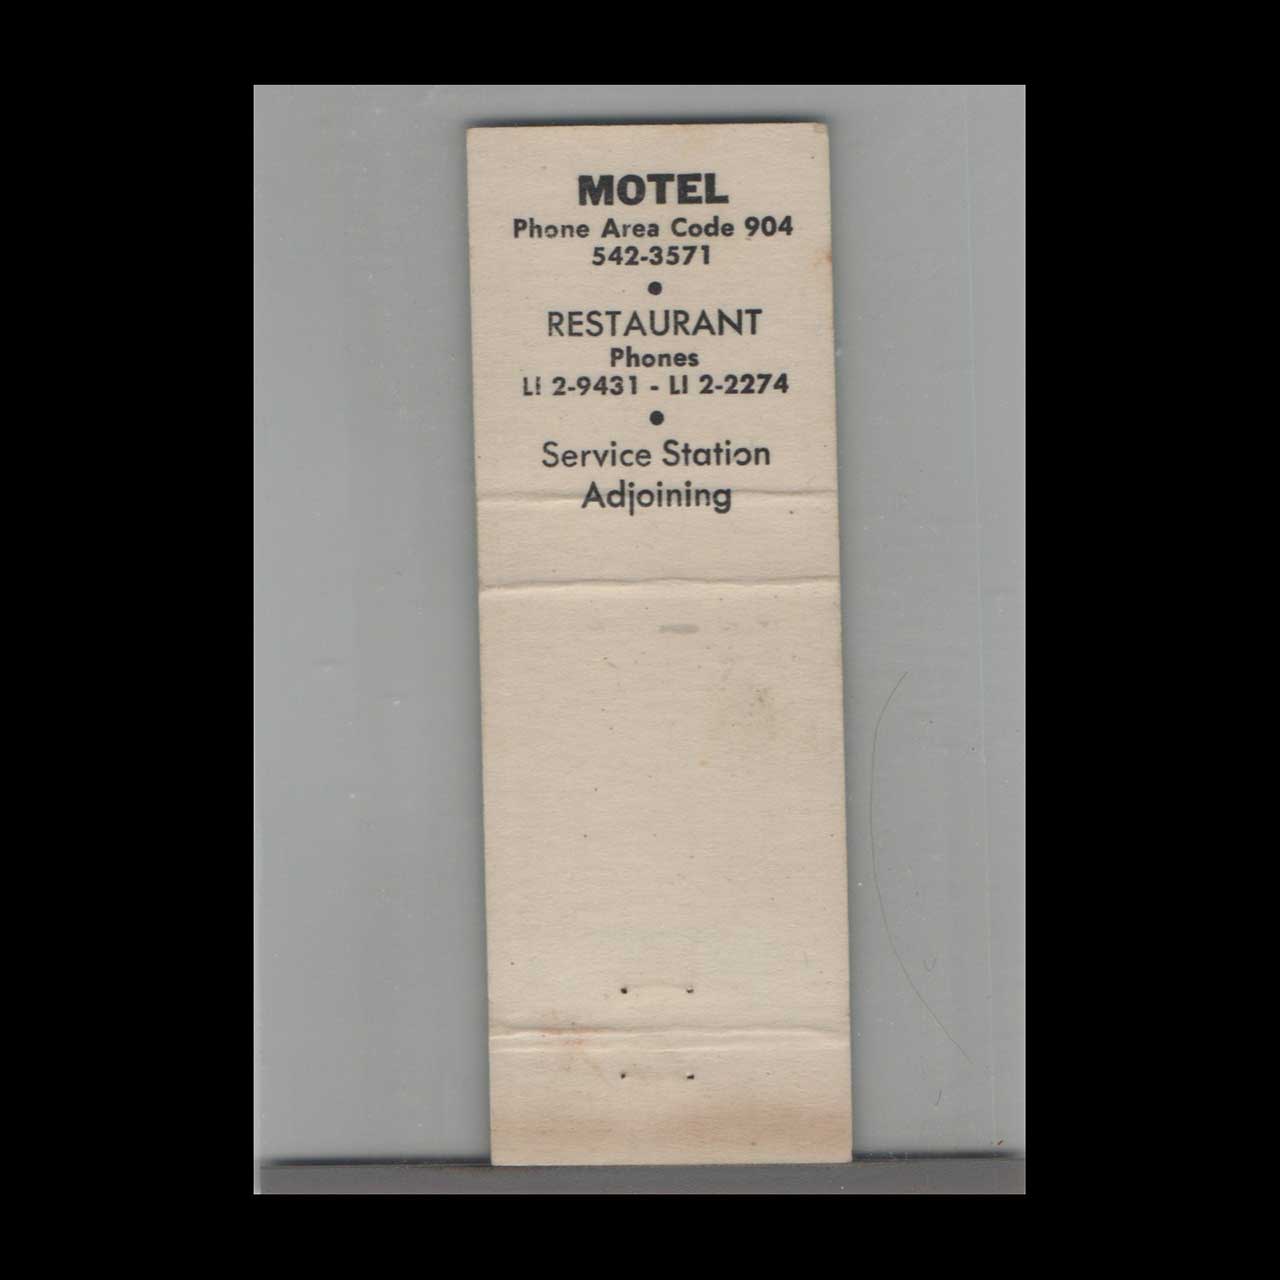 MOTEL
Phone Area Code 904
542-3571
•
RESTAURANT
Phones
LI 2-9431 - LI 2-2274
•
Service Station
Adjoining